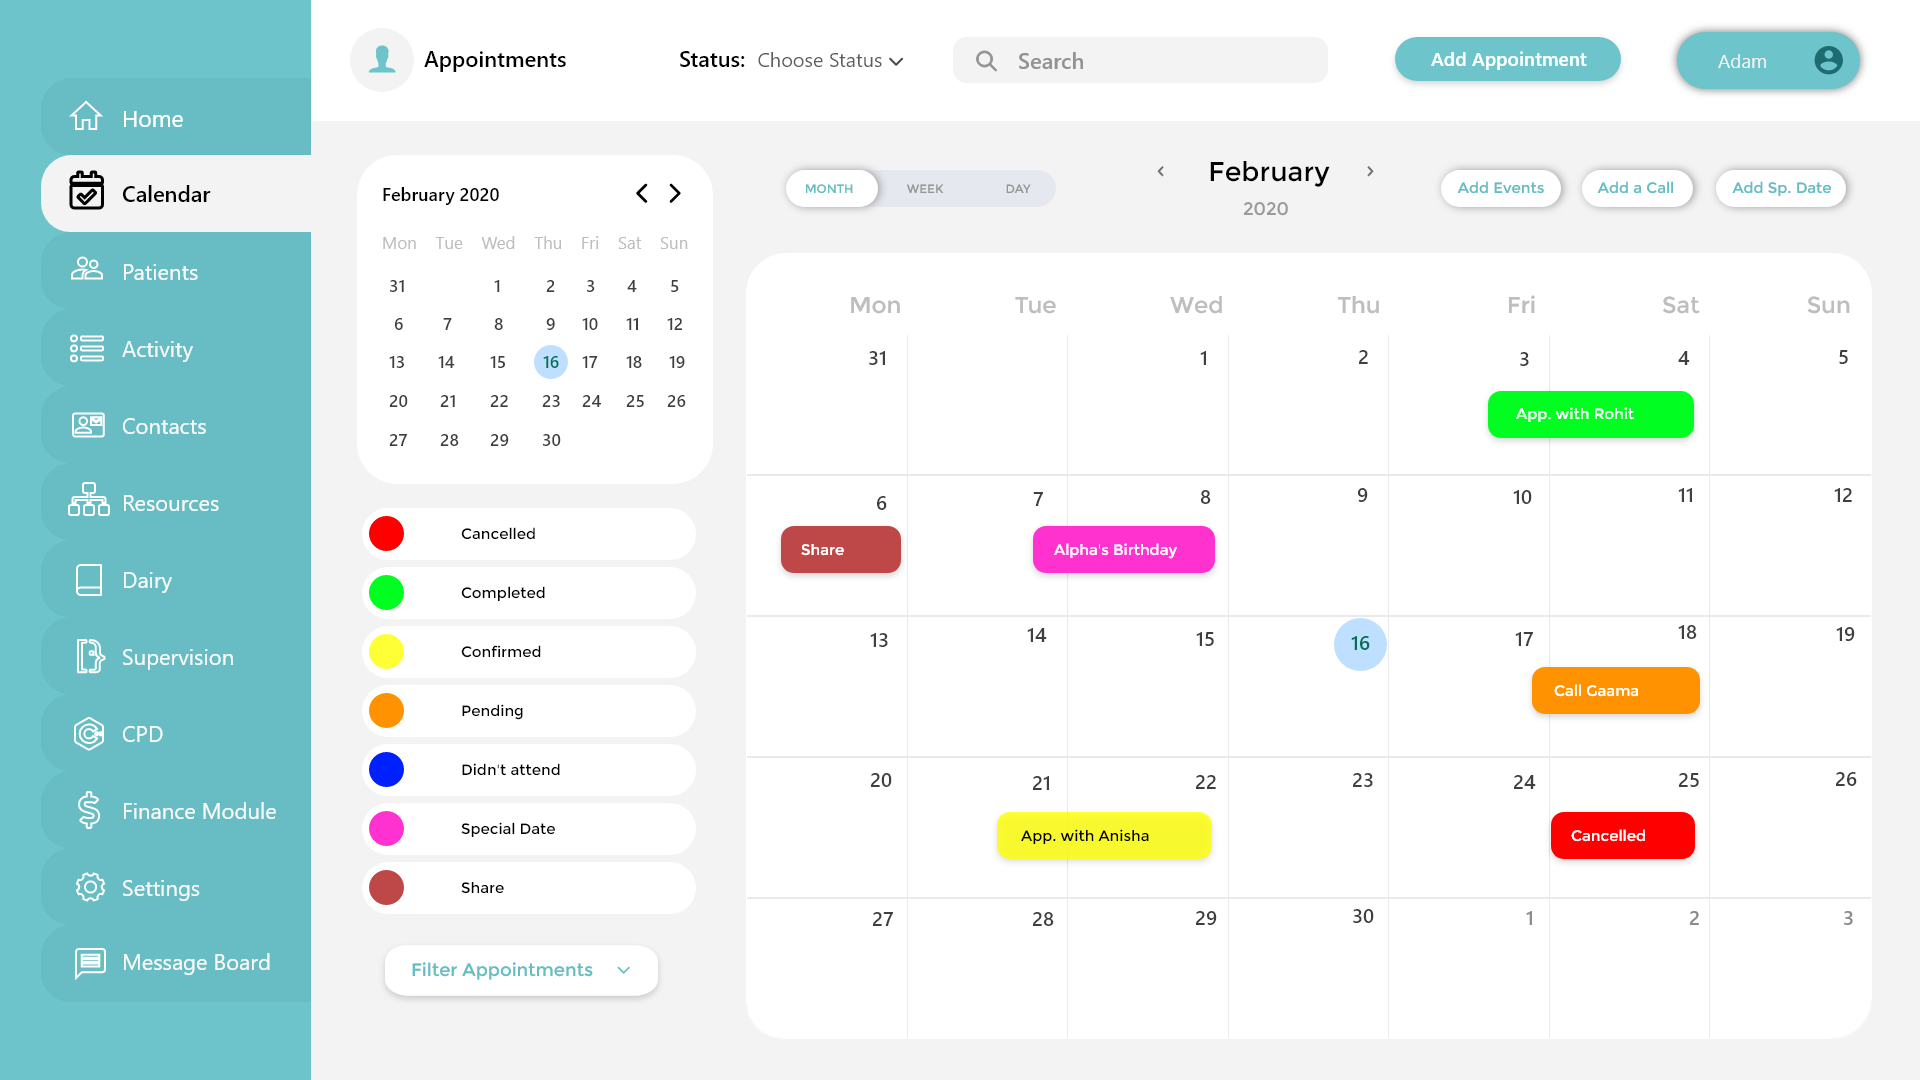 Appointments
Status: Choose Status
Search
Add Appointment
Adam
Home
Calendar
Patients
Activity
Contacts
Resources
Dairy
Supervision
CPD
Finance Module
Settings
Message Board
February 2020
Mon Tue Wed Thu Fri Sat Sun
31 1 2 3 4 5
6 7 8 9 10 11 12
13 14 15 16 17 18 19
20 21 22 23 24 25 26
27 28 29 30
Cancelled
Completed
Confirmed
Pending
Didn't attend
Special Date
Share
Filter Appointments
MONTH WEEK DAY
February
2020
Add Events
Add a Call
Add Sp. Date
Mon Tue Wed Thu Fri Sat Sun
31 1 2 3 4 5
App. with Rohit
6 7 8 9 10 11 12
Share
Alpha's Birthday
13 14 15 16 17 18 19
Call Gaama
20 21 22 23 24 25 26
App. with Anisha
Cancelled
27 28 29 30 1 2 3